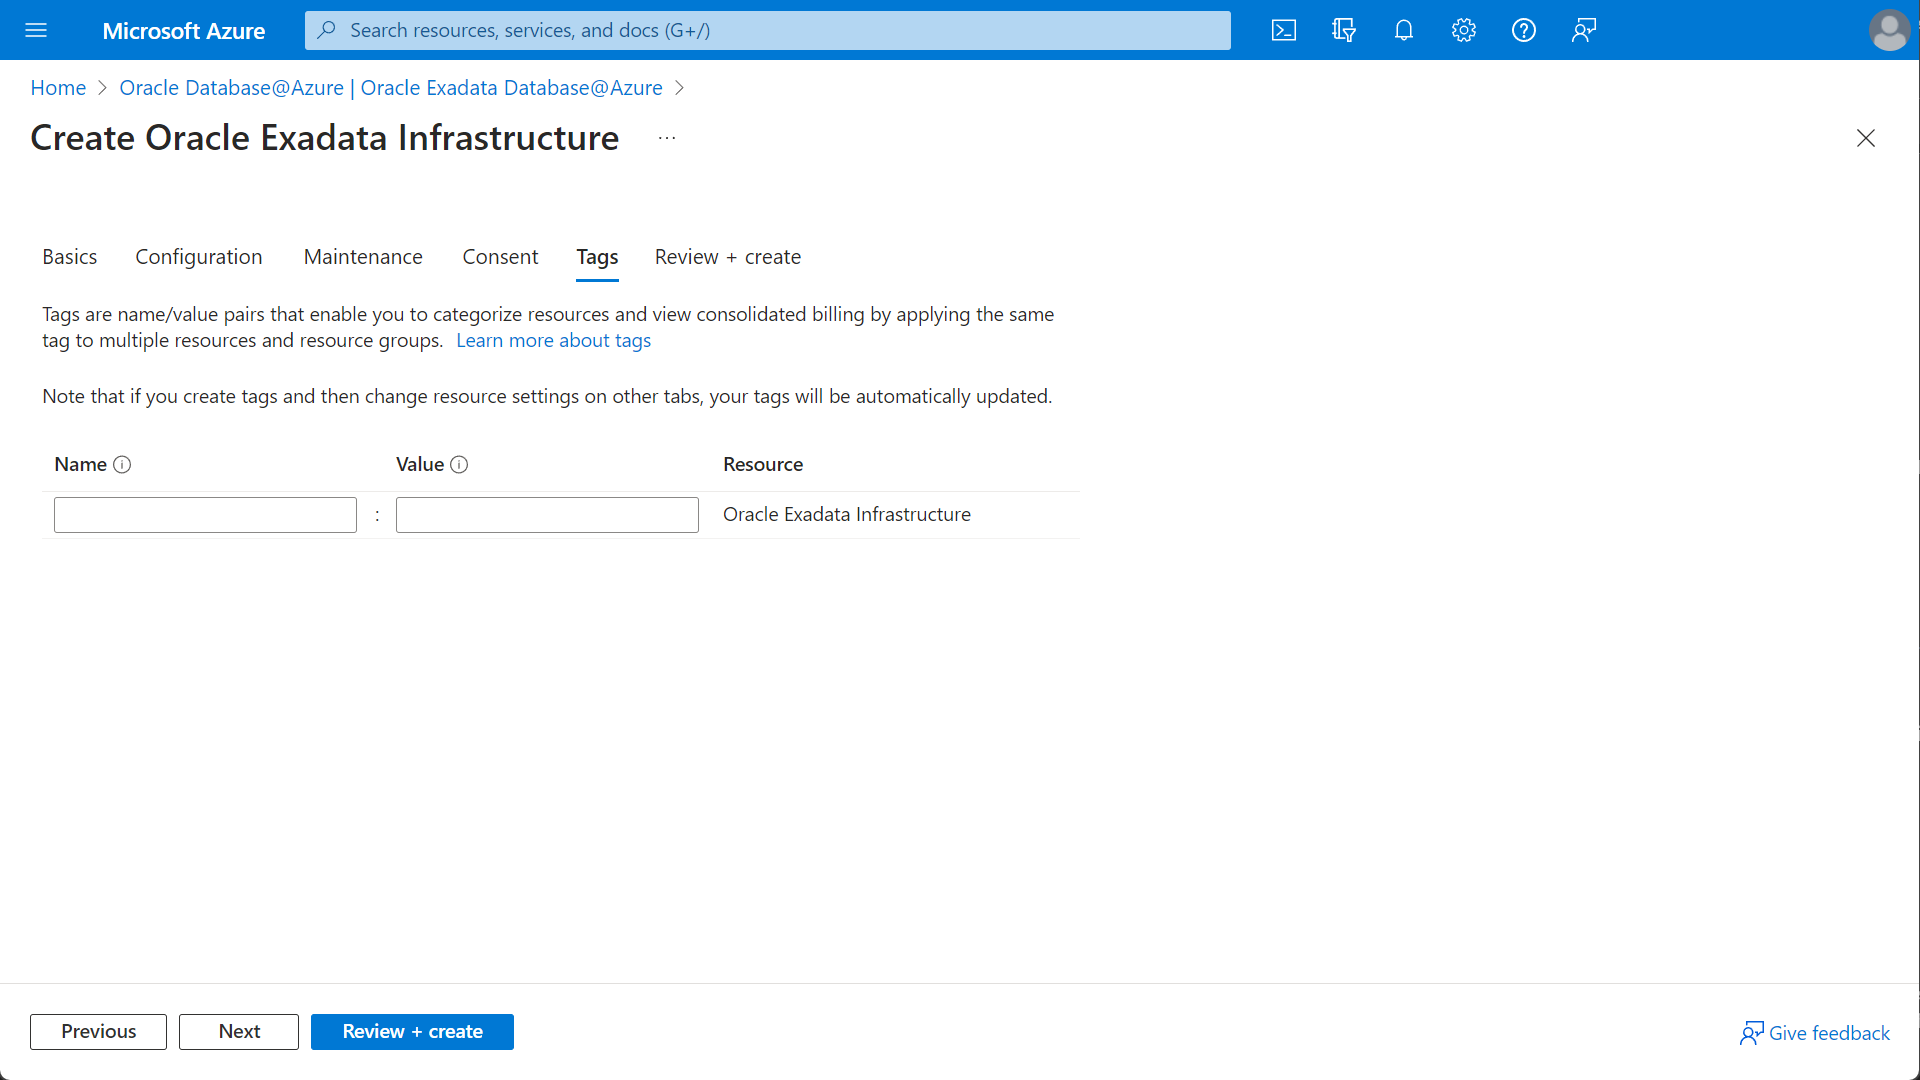 Microsoft Azure
Search resources, services, and docs (G+/)
Home > Oracle Database@Azure | Oracle Exadata Database@Azure >
Create Oracle Exadata Infrastructure ...
Basics Configuration Maintenance Consent Tags Review + create
Tags are name/value pairs that enable you to categorize resources and view consolidated billing by applying the same
tag to multiple resources and resource groups. Learn more about tags
Note that if you create tags and then change resource settings on other tabs, your tags will be automatically updated.
Name Value Resource
: Oracle Exadata Infrastructure
Previous Next Review + create Give feedback